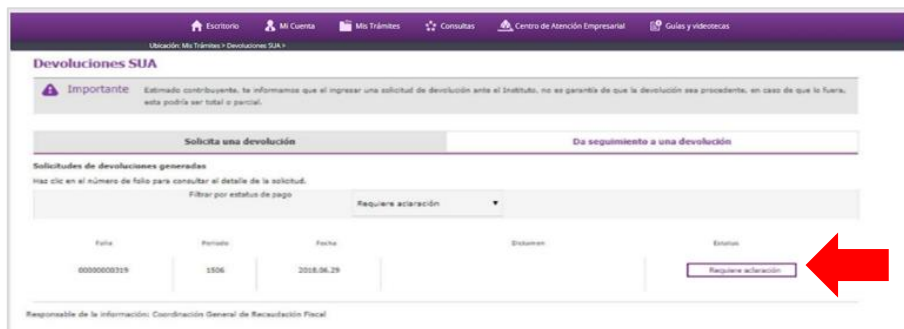 Escritorio Mi Cuenta Mis Trámites Consultas Centro de Atención Empresarial Guías y videotecas
Ubicación: Mis Trámites > Devoluciones SUA >
Devoluciones SUA
Importante Estimado contribuyente, te informamos que el ingresar una solicitud de devolución ante el Instituto, no es garantía de que la devolución sea procedente, en caso de que lo fuera,
esta podría ser total o parcial.
Solicita una devolución Da seguimiento a una devolución
Solicitudes de devoluciones generadas
Haz clic en el número de folio para consultar el detalle de la solicitud.
Filtrar por estatus de pago Requiere aclaración
Folio Periodo Fecha Dictamen Estatus
00000000319 1506 2018.06.29 Requiere aclaración
Responsable de la información: Coordinación General de Recaudación Fiscal